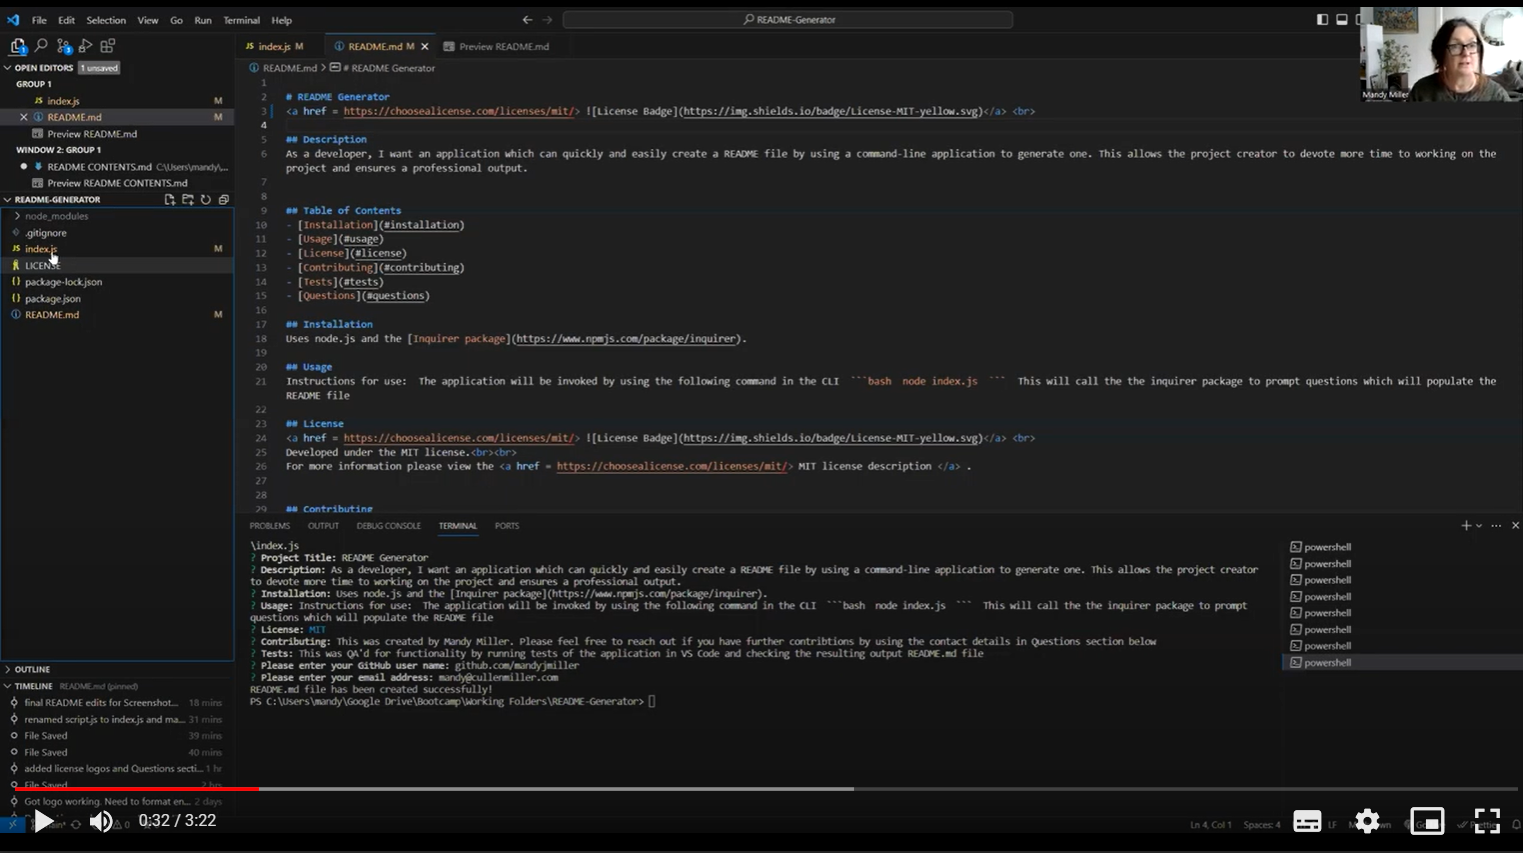 File Edit Selection View Go Run Terminal Help
README-Generator
OPEN EDITORS 1 unsaved
GROUP 1
index.js M
README.md M
Preview README.md
WINDOW 2: GROUP 1
README CONTENTS.md C:\Users\mandy\...
Preview README CONTENTS.md
README-GENERATOR
node_modules
.gitignore
index.js M
LICENSE
package-lock.json
package.json
README.md M
OUTLINE
TIMELINE README.md (pinned)
final README edits for Screenshot... 18 mins
renamed script.js to index.js and ma... 31 mins
File Saved 39 mins
File Saved 40 mins
added license logos and Questions secti... 1 hr
File Saved 2 hrs
Got logo working. Need to format en... 2 days
index.js M README.md M Preview README.md
README.md > # README Generator
1
2 # README Generator
3 <a href = https://choosealicense.com/licenses/mit/> ![License Badge](https://img.shields.io/badge/License-MIT-yellow.svg)</a> <br>
4
5 ## Description
6 As a developer, I want an application which can quickly and easily create a README file by using a command-line application to generate one. This allows the project creator to devote more time to working on the
project and ensures a professional output.
7
8
9 ## Table of Contents
10 - [Installation](#installation)
11 - [Usage](#usage)
12 - [License](#license)
13 - [Contributing](#contributing)
14 - [Tests](#tests)
15 - [Questions](#questions)
16
17 ## Installation
18 Uses node.js and the [Inquirer package](https://www.npmjs.com/package/inquirer).
19
20 ## Usage
21 Instructions for use: The application will be invoked by using the following command in the CLI ```bash node index.js ``` This will call the the inquirer package to prompt questions which will populate the
README file
22
23 ## License
24 <a href = https://choosealicense.com/licenses/mit/> ![License Badge](https://img.shields.io/badge/License-MIT-yellow.svg)</a> <br>
25 Developed under the MIT license.<br><br>
26 For more information please view the <a href = https://choosealicense.com/licenses/mit/> MIT license description </a> .
27
28
29 ## Contributing
Mandy Miller
PROBLEMS OUTPUT DEBUG CONSOLE TERMINAL PORTS
\index.js
? Project Title: README Generator
? Description: As a developer, I want an application which can quickly and easily create a README file by using a command-line application to generate one. This allows the project creator
to devote more time to working on the project and ensures a professional output.
? Installation: Uses node.js and the [Inquirer package](https://www.npmjs.com/package/inquirer).
? Usage: Instructions for use: The application will be invoked by using the following command in the CLI ```bash node index.js ``` This will call the the inquirer package to prompt
questions which will populate the README file
? License: MIT
? Contributing: This was created by Mandy Miller. Please feel free to reach out if you have further contribtions by using the contact details in Questions section below
? Tests: This was QA'd for functionality by running tests of the application in VS Code and checking the resulting output README.md file
? Please enter your GitHub user name: github.com/mandyjmiller
? Please enter your email address: mandy@cullenmiller.com
README.md file has been created successfully!
PS C:\Users\mandy\Google Drive\Bootcamp\Working Folders\README-Generator>
powershell
powershell
powershell
powershell
powershell
powershell
powershell
powershell
0:32 / 3:22
Ln 4, Col 1 Spaces: 4